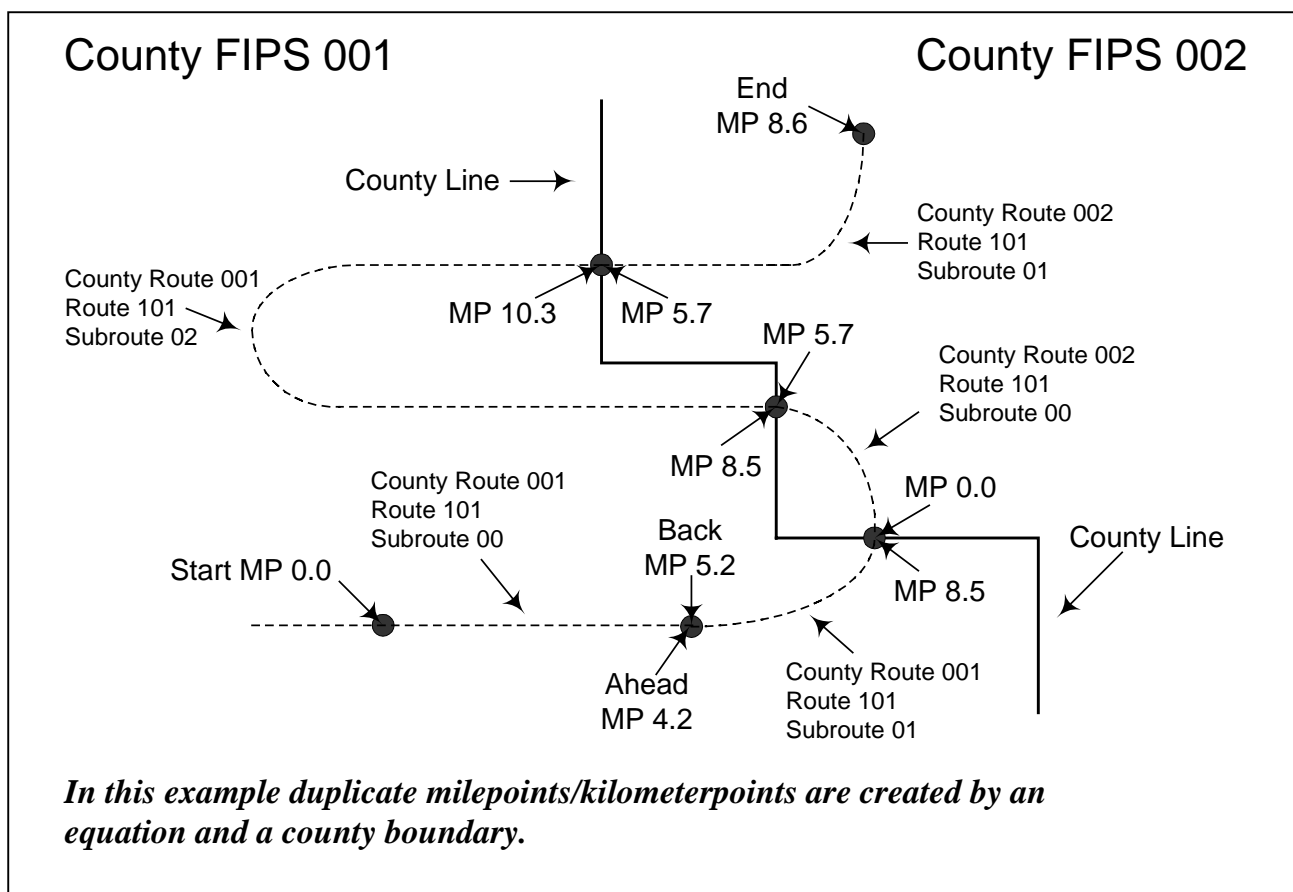 County FIPS 001
County FIPS 002
End
MP 8.6
County Line
County Route 002
Route 101
Subroute 01
County Route 001
Route 101
Subroute 02
MP 10.3
MP 5.7
MP 5.7
County Route 002
Route 101
Subroute 00
MP 8.5
County Route 001
Route 101
Subroute 00
MP 0.0
Back
MP 5.2
County Line
Start MP 0.0
MP 8.5
Ahead
MP 4.2
County Route 001
Route 101
Subroute 01
In this example duplicate milepoints/kilometerpoints are created by an
equation and a county boundary.